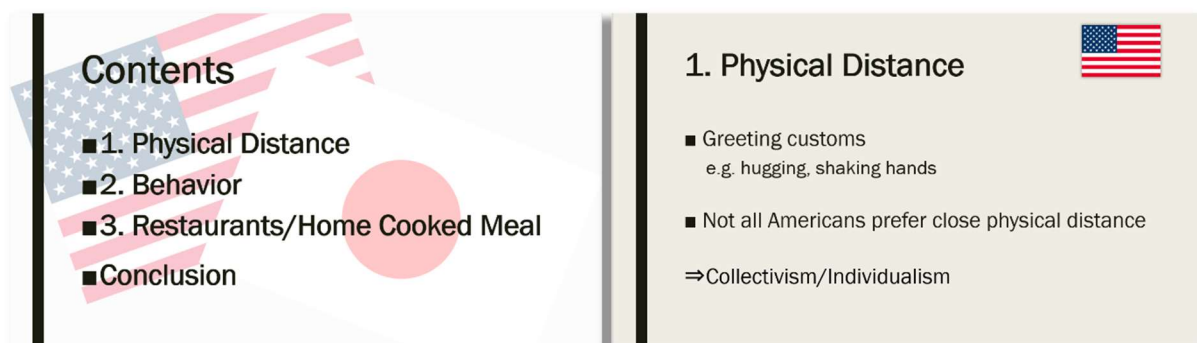 Contents
■1. Physical Distance
■2. Behavior
■3. Restaurants/Home Cooked Meal
■Conclusion
1. Physical Distance
■ Greeting customs
e.g. hugging, shaking hands
■ Not all Americans prefer close physical distance
⇒Collectivism/Individualism